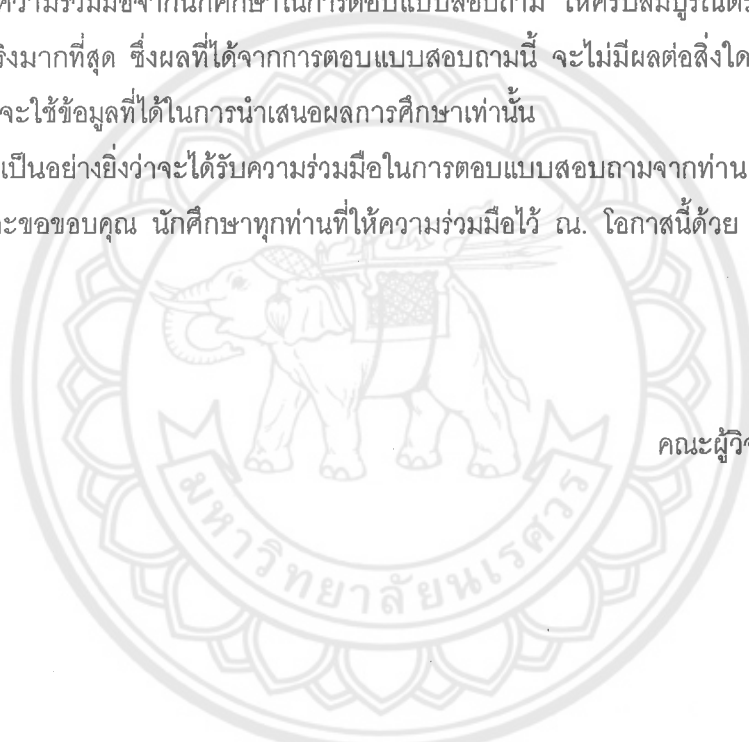 ความร่วมมือจากนักศึกษาในการตอบแบบสอบถาม ให้ครบสมบูรณ์
ริงมากที่สุด ซึ่งผลที่ได้จากการตอบแบบสอบถามนี้ จะไม่มีผลต่อสิ่งใด
จะใช้ข้อมูลที่ได้ในการนำเสนอผลการศึกษาเท่านั้น
เป็นอย่างยิ่งว่าจะได้รับความร่วมมือในการตอบแบบสอบถามจากท่าน
ละขอขอบคุณ นักศึกษาทุกท่านที่ให้ความร่วมมือไว้ ณ. โอกาสนี้ด้วย
คณะผู้วิจ
มหาวิทยาลัยนเรศวร